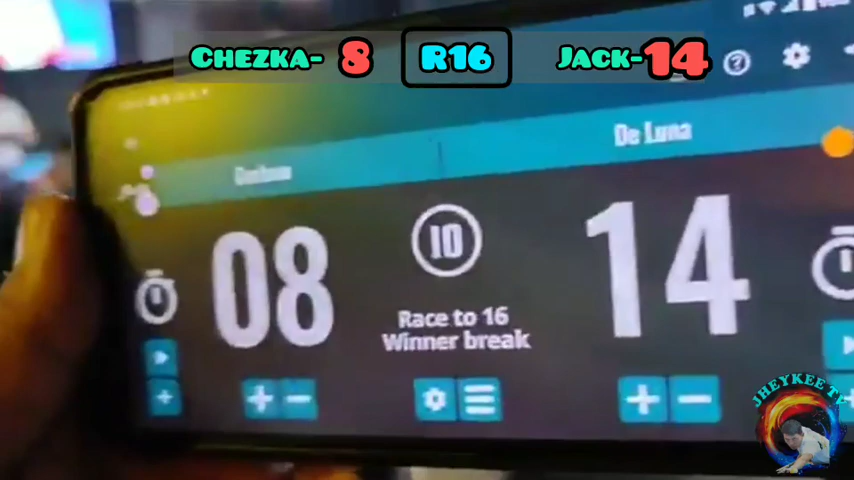 CHEZKA- 8 R16 JACK-14
De Luna
08 10 14
Race to 16
Winner break
JHEYKEE TV